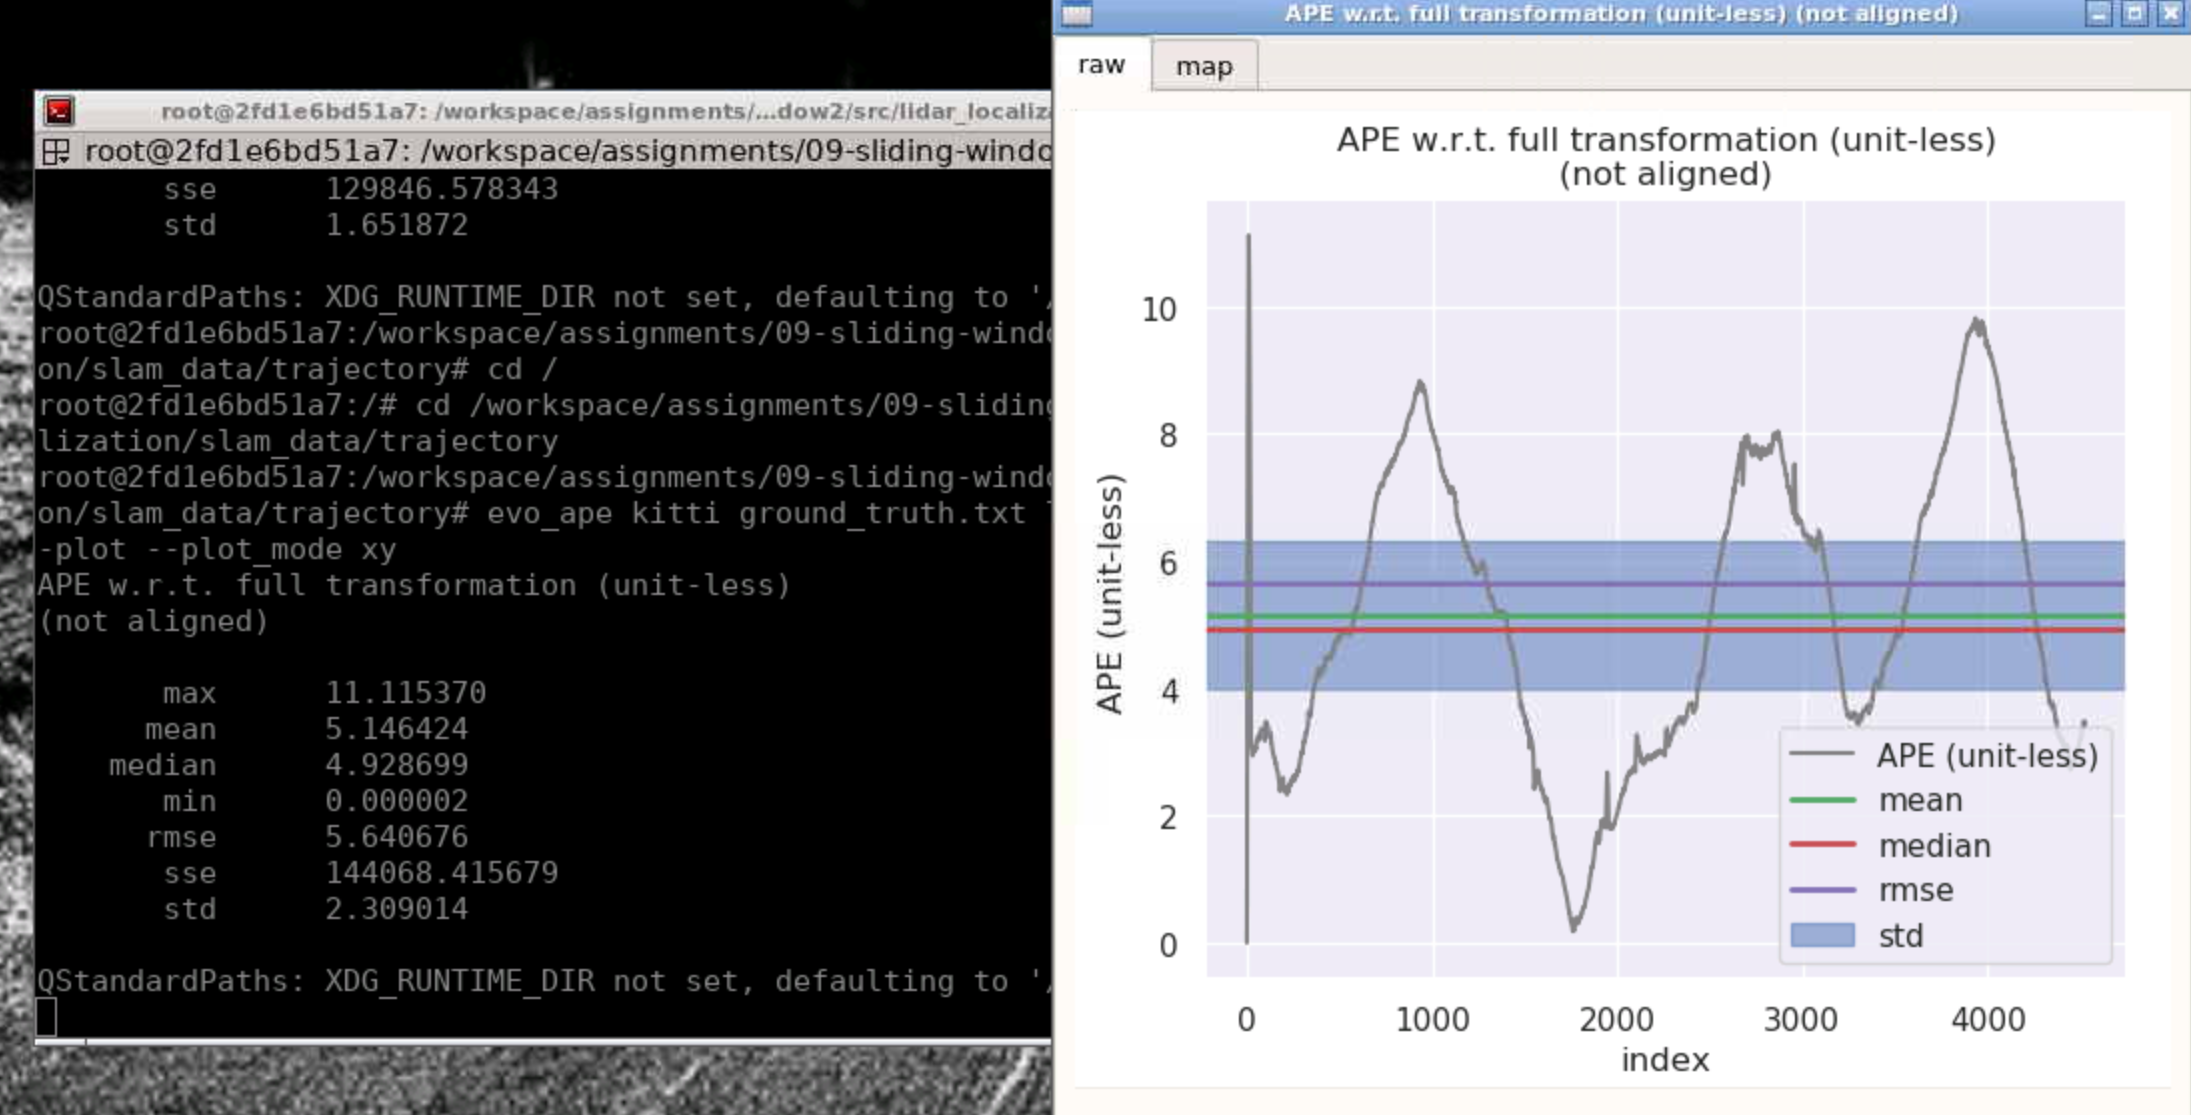 root@2fd1e6bd51a7: /workspace/assignments/...dow2/src/lidar_localiz
root@2fd1e6bd51a7: /workspace/assignments/09-sliding-windo
sse 129846.578343
std 1.651872
QStandardPaths: XDG_RUNTIME_DIR not set, defaulting to '/
root@2fd1e6bd51a7:/workspace/assignments/09-sliding-windo
on/slam_data/trajectory# cd /
root@2fd1e6bd51a7:/# cd /workspace/assignments/09-sliding
lization/slam_data/trajectory
root@2fd1e6bd51a7:/workspace/assignments/09-sliding-windo
on/slam_data/trajectory# evo_ape kitti ground_truth.txt
-plot --plot_mode xy
APE w.r.t. full transformation (unit-less)
(not aligned)
max 11.115370
mean 5.146424
median 4.928699
min 0.000002
rmse 5.640676
sse 144068.415679
std 2.309014
QStandardPaths: XDG_RUNTIME_DIR not set, defaulting to '/
APE w.r.t. full transformation (unit-less) (not aligned)
raw map
APE w.r.t. full transformation (unit-less)
(not aligned)
APE (unit-less)
10
8
6
4
2
0
0 1000 2000 3000 4000
index
APE (unit-less)
mean
median
rmse
std